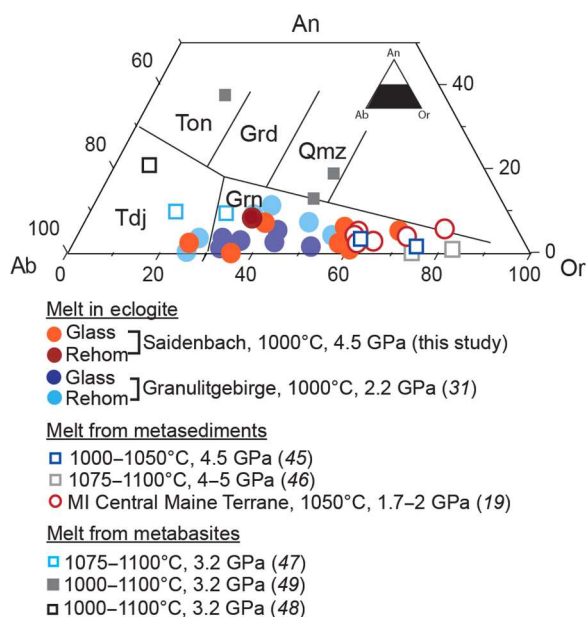 An
60
40
An
Ton
Grd
Ab
Or
80
Qmz
20
Grn
Tdj
100
0
Ab
0
20
40
60
80
100
Or
Melt in eclogite
Glass
Rehom
Saidenbach, 1000°C, 4.5 GPa (this study)
Glass
Rehom
Granulitgebirge, 1000°C, 2.2 GPa (31)
Melt from metasediments
1000–1050°C, 4.5 GPa (45)
1075–1100°C, 4–5 GPa (46)
MI Central Maine Terrane, 1050°C, 1.7–2 GPa (19)
Melt from metabasites
1075–1100°C, 3.2 GPa (47)
1000–1100°C, 3.2 GPa (49)
1000–1100°C, 3.2 GPa (48)